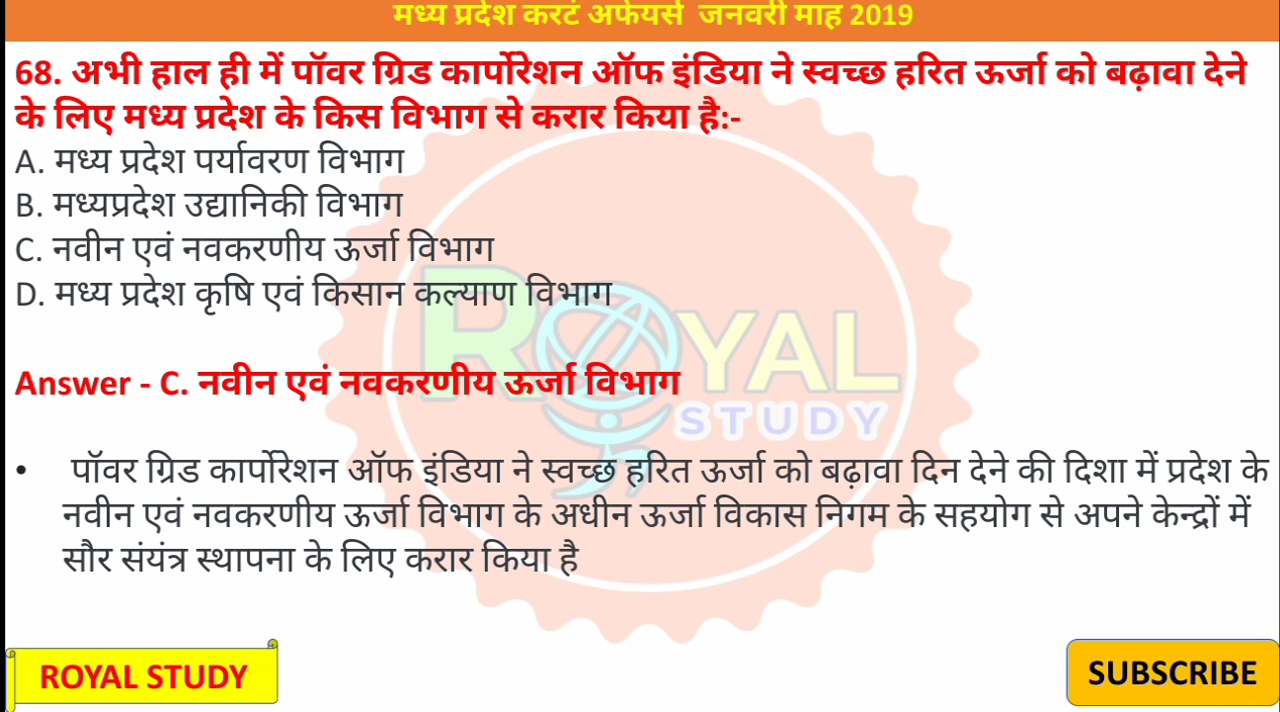 मध्य प्रदेश करटं अफेयर्स जनवरी माह 2019
68. अभी हाल ही में पॉवर ग्रिड कार्पोरेशन ऑफ इंडिया ने स्वच्छ हरित ऊर्जा को बढ़ावा देने
के लिए मध्य प्रदेश के किस विभाग से करार किया है:-
A. मध्य प्रदेश पर्यावरण विभाग
B. मध्यप्रदेश उद्यानिकी विभाग
C. नवीन एवं नवकरणीय ऊर्जा विभाग
D. मध्य प्रदेश कृषि एवं किसान कल्याण विभाग
Answer - C. नवीन एवं नवकरणीय ऊर्जा विभाग
• पॉवर ग्रिड कार्पोरेशन ऑफ इंडिया ने स्वच्छ हरित ऊर्जा को बढ़ावा दिन देने की दिशा में प्रदेश के
नवीन एवं नवकरणीय ऊर्जा विभाग के अधीन ऊर्जा विकास निगम के सहयोग से अपने केन्द्रों में
सौर संयंत्र स्थापना के लिए करार किया है
ROYAL
STUDY
ROYAL STUDY
SUBSCRIBE